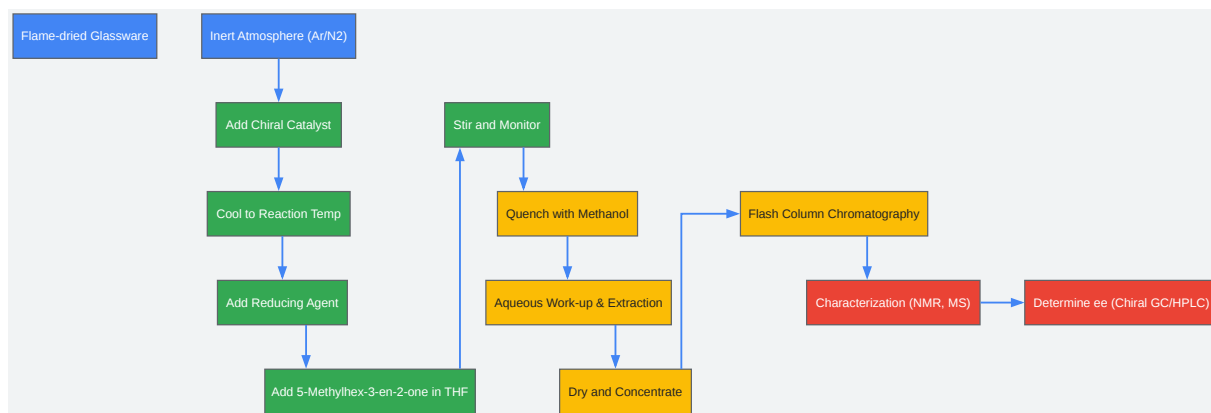 Flame-dried Glassware
Inert Atmosphere (Ar/N2)
Add Chiral Catalyst
Cool to Reaction Temp
Add Reducing Agent
Add 5-Methylhex-3-en-2-one in THF
Stir and Monitor
Quench with Methanol
Aqueous Work-up & Extraction
Dry and Concentrate
Flash Column Chromatography
Characterization (NMR, MS)
Determine ee (Chiral GC/HPLC)